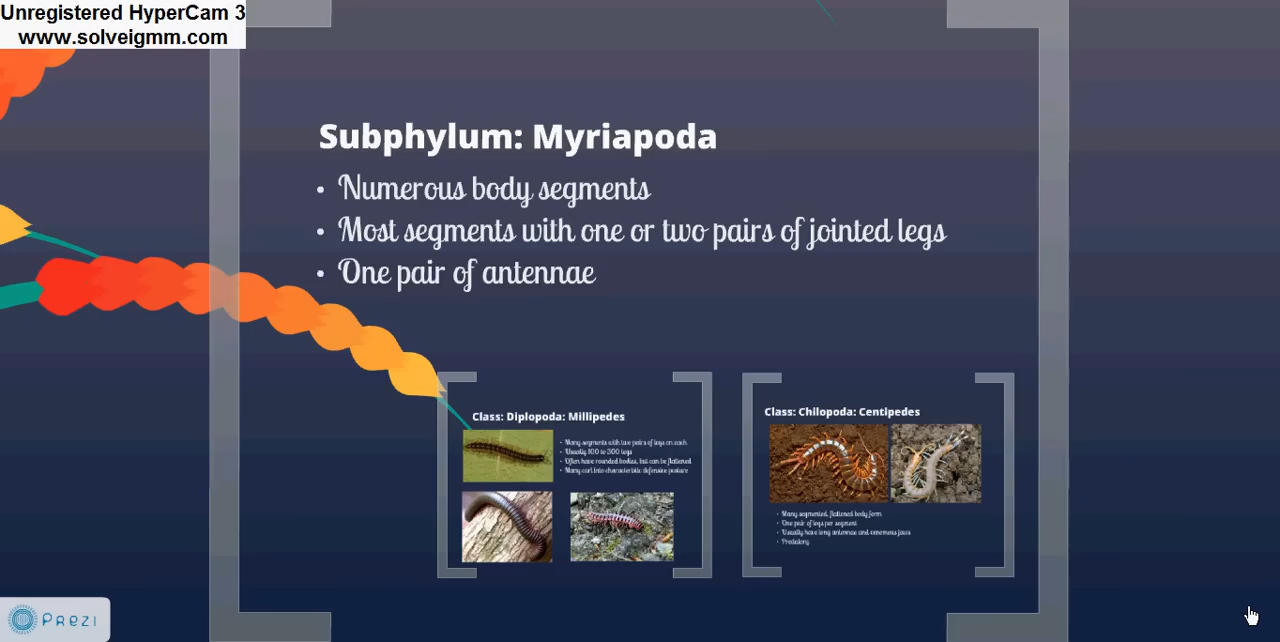 Unregistered HyperCam 3
www.solveigmm.com
Subphylum: Myriapoda
• Numerous body segments
• Most segments with one or two pairs of jointed legs
• One pair of antennae
Class: Diplopoda: Millipedes
• Many segments with two pairs of legs on each
• Usually 100 to 300 legs
• Often have rounded bodies, but can be flattened
• Many curl into characteristic defensive posture
Class: Chilopoda: Centipedes
• Many segmented, flattened body form
• One pair of legs per segment
• Usually have long antennae and venomous jaws
• Predatory
Prezi